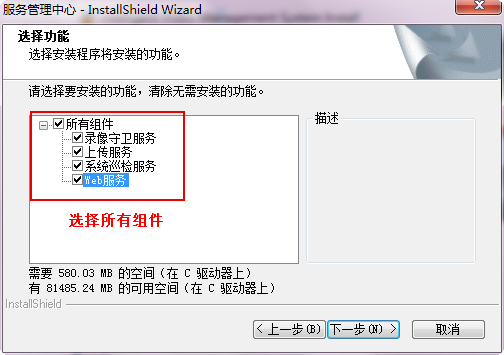 服务管理中心 - InstallShield Wizard
选择功能
选择安装程序将安装的功能。
请选择要安装的功能，清除无需安装的功能。
所有组件
录像守卫服务
上传服务
系统巡检服务
Web服务
选择所有组件
描述
需要 580.03 MB 的空间（在 C 驱动器上）
有 81485.24 MB 的可用空间（在 C 驱动器上）
InstallShield
< 上一步(B)
下一步(N) >
取消